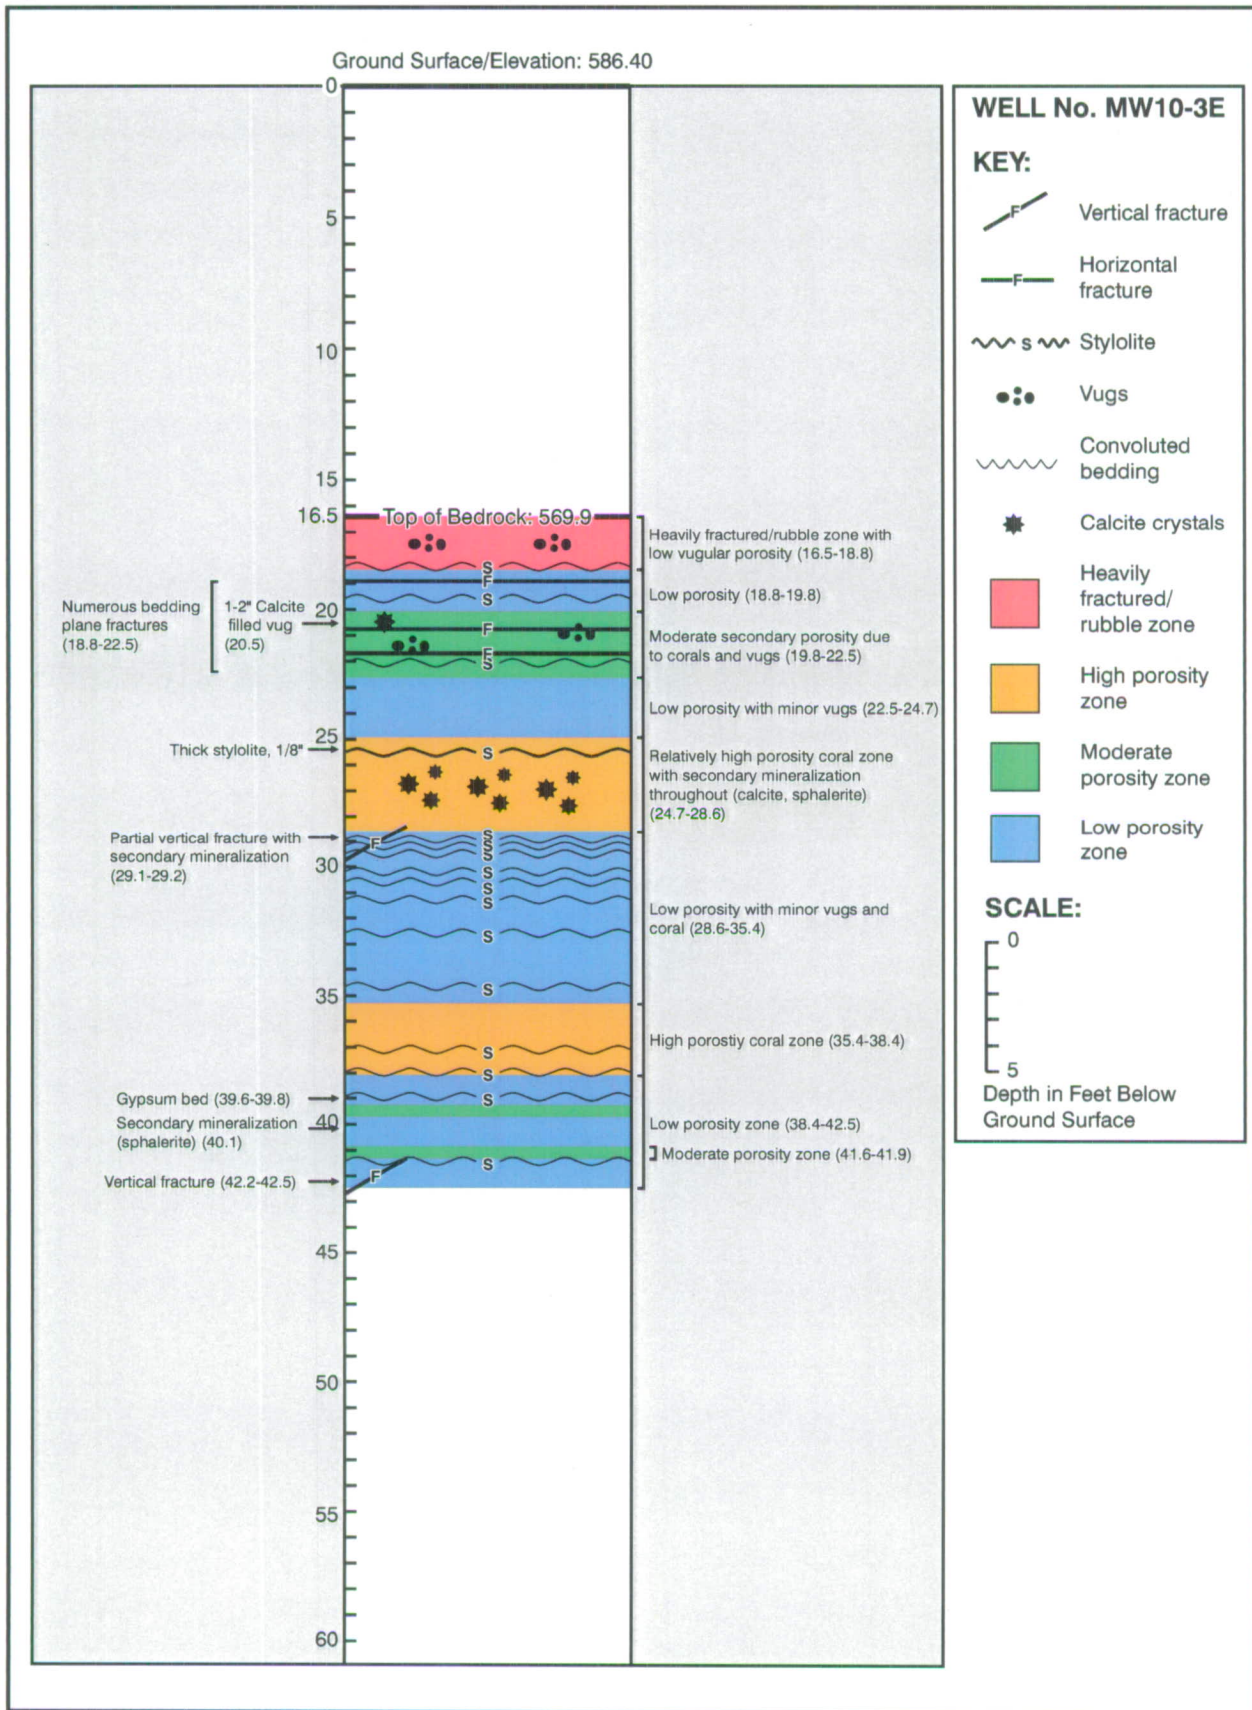 Ground Surface/Elevation: 586.40
0
5
10
15
16.5
20
25
30
35
40
45
50
55
60
Top of Bedrock: 569.9
S
F
S
F
F
S
S
F
S
S
S
S
S
S
S
S
S
S
S
S
F
Numerous bedding
plane fractures
(18.8-22.5)
1-2" Calcite
filled vug
(20.5)
Thick stylolite, 1/8"
Partial vertical fracture with
secondary mineralization
(29.1-29.2)
Gypsum bed (39.6-39.8)
Secondary mineralization
(sphalerite) (40.1)
Vertical fracture (42.2-42.5)
Heavily fractured/rubble zone with
low vugular porosity (16.5-18.8)
Low porosity (18.8-19.8)
Moderate secondary porosity due
to corals and vugs (19.8-22.5)
Low porosity with minor vugs (22.5-24.7)
Relatively high porosity coral zone
with secondary mineralization
throughout (calcite, sphalerite)
(24.7-28.6)
Low porosity with minor vugs and
coral (28.6-35.4)
High porostiy coral zone (35.4-38.4)
Low porosity zone (38.4-42.5)
Moderate porosity zone (41.6-41.9)
WELL No. MW10-3E
KEY:
F
Vertical fracture
F
Horizontal
fracture
S
Stylolite
Vugs
Convoluted
bedding
Calcite crystals
Heavily
fractured/
rubble zone
High porosity
zone
Moderate
porosity zone
Low porosity
zone
SCALE:
0
5
Depth in Feet Below
Ground Surface